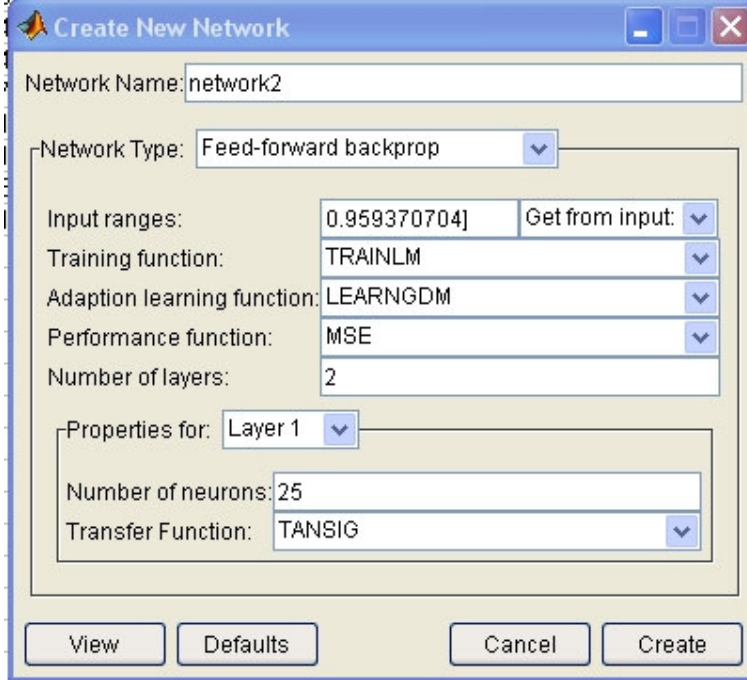 Create New Network
Network Name: network2
Network Type: Feed-forward backprop
Input ranges: 0.959370704] Get from input:
Training function: TRAINLM
Adaption learning function: LEARNGDM
Performance function: MSE
Number of layers: 2
Properties for: Layer 1
Number of neurons: 25
Transfer Function: TANSIG
View Defaults Cancel Create